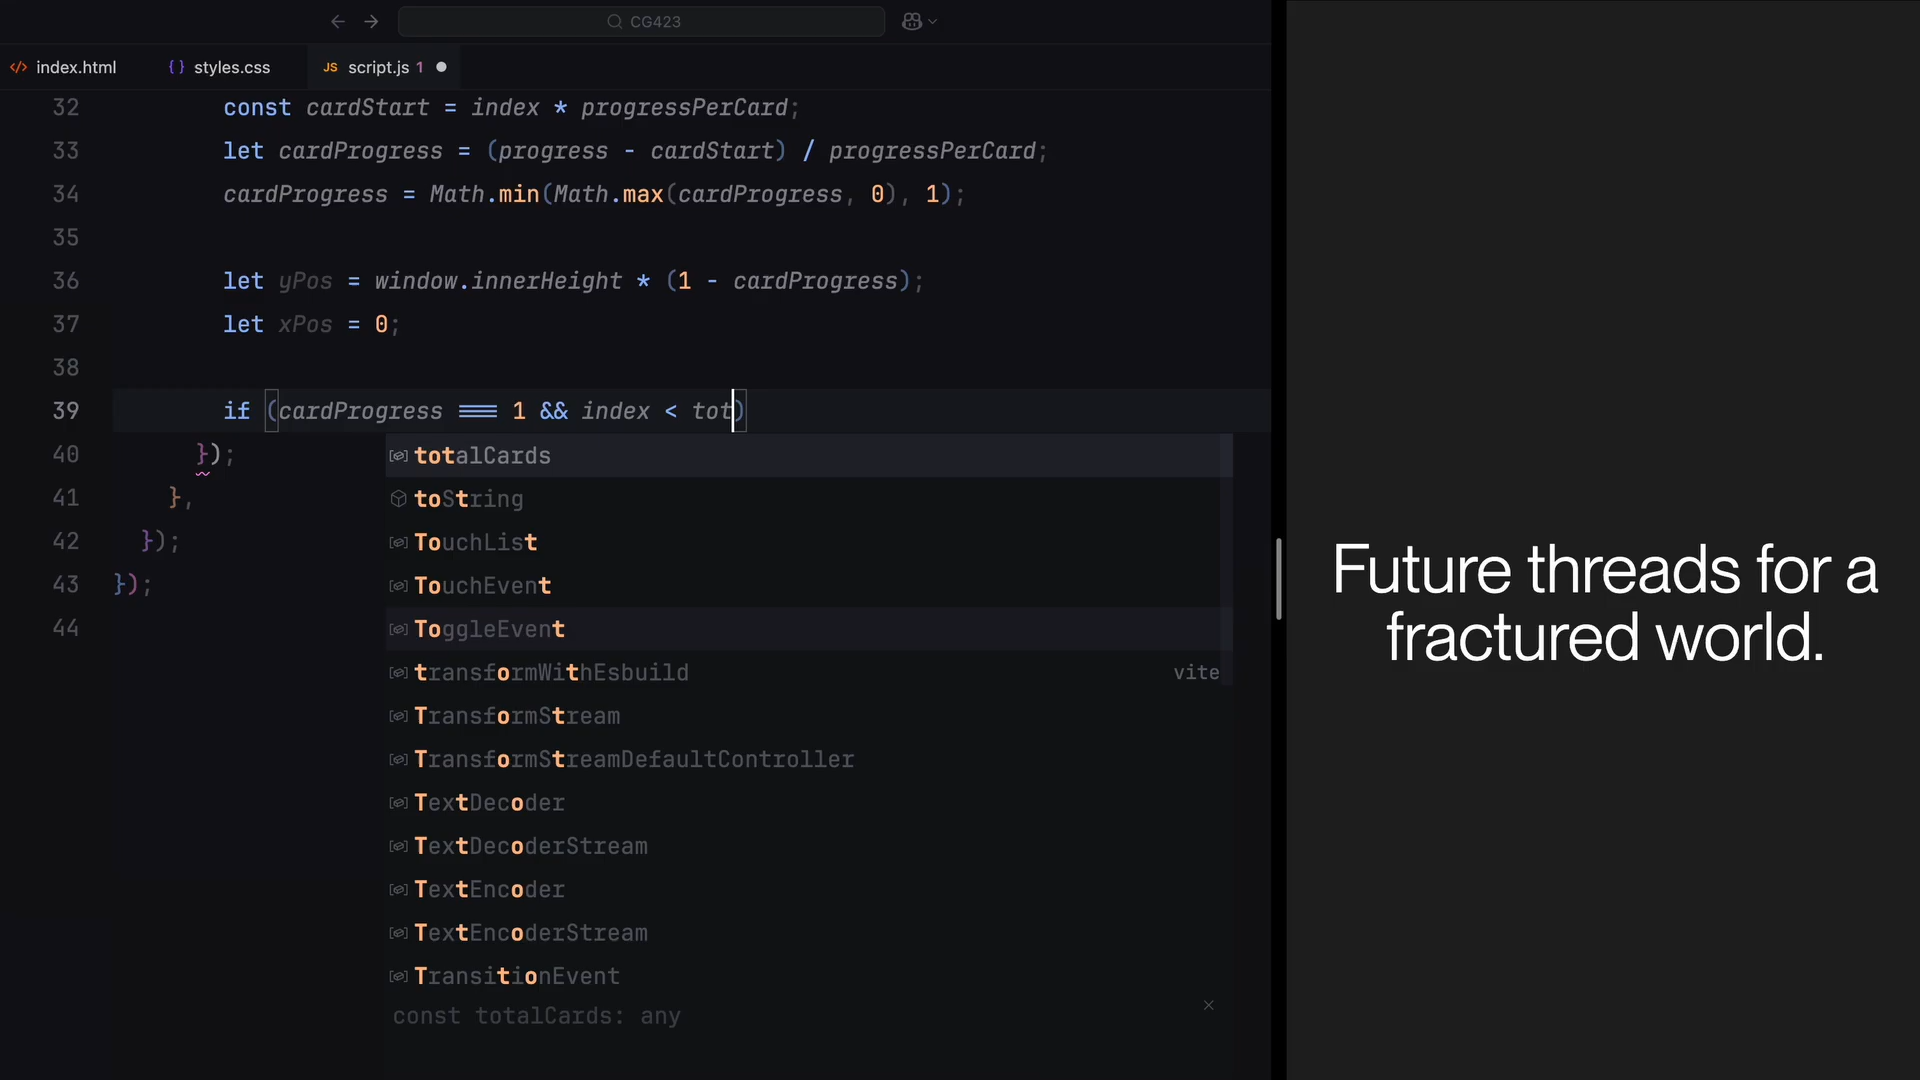 CG423
index.html
styles.css
JS script.js 1
32 const cardStart = index * progressPerCard;
33 let cardProgress = (progress - cardStart) / progressPerCard;
34 cardProgress = Math.min(Math.max(cardProgress, 0), 1);
35
36 let yPos = window.innerHeight * (1 - cardProgress);
37 let xPos = 0;
38
39 if (cardProgress === 1 && index < tot)
40 });
41 },
42 });
43 });
44
totalCards
toString
TouchList
TouchEvent
ToggleEvent
transformWithEsbuild vite
TransformStream
TransformStreamDefaultController
TextDecoder
TextDecoderStream
TextEncoder
TextEncoderStream
TransitionEvent
const totalCards: any
Future threads for a
fractured world.